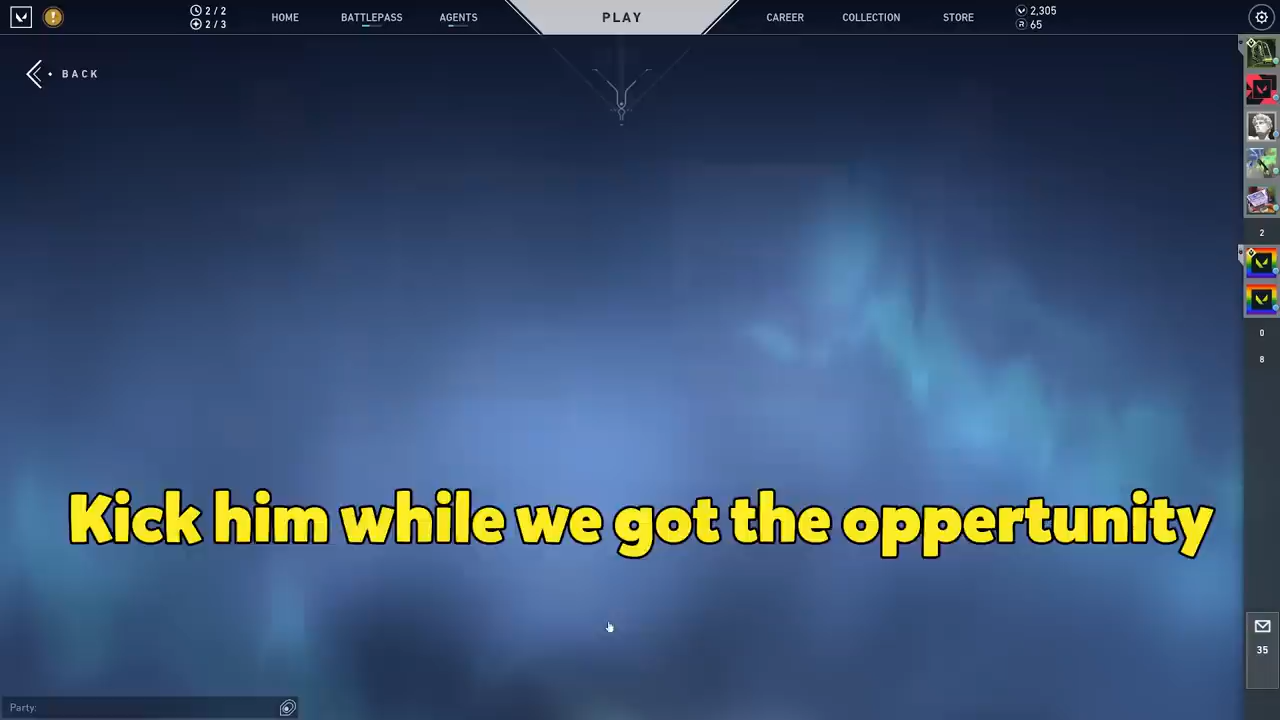 2 / 2
2 / 3
HOME
BATTLEPASS
AGENTS
PLAY
CAREER
COLLECTION
STORE
2,305
65
BACK
2
0
8
Kick him while we got the oppertunity
35
Party: